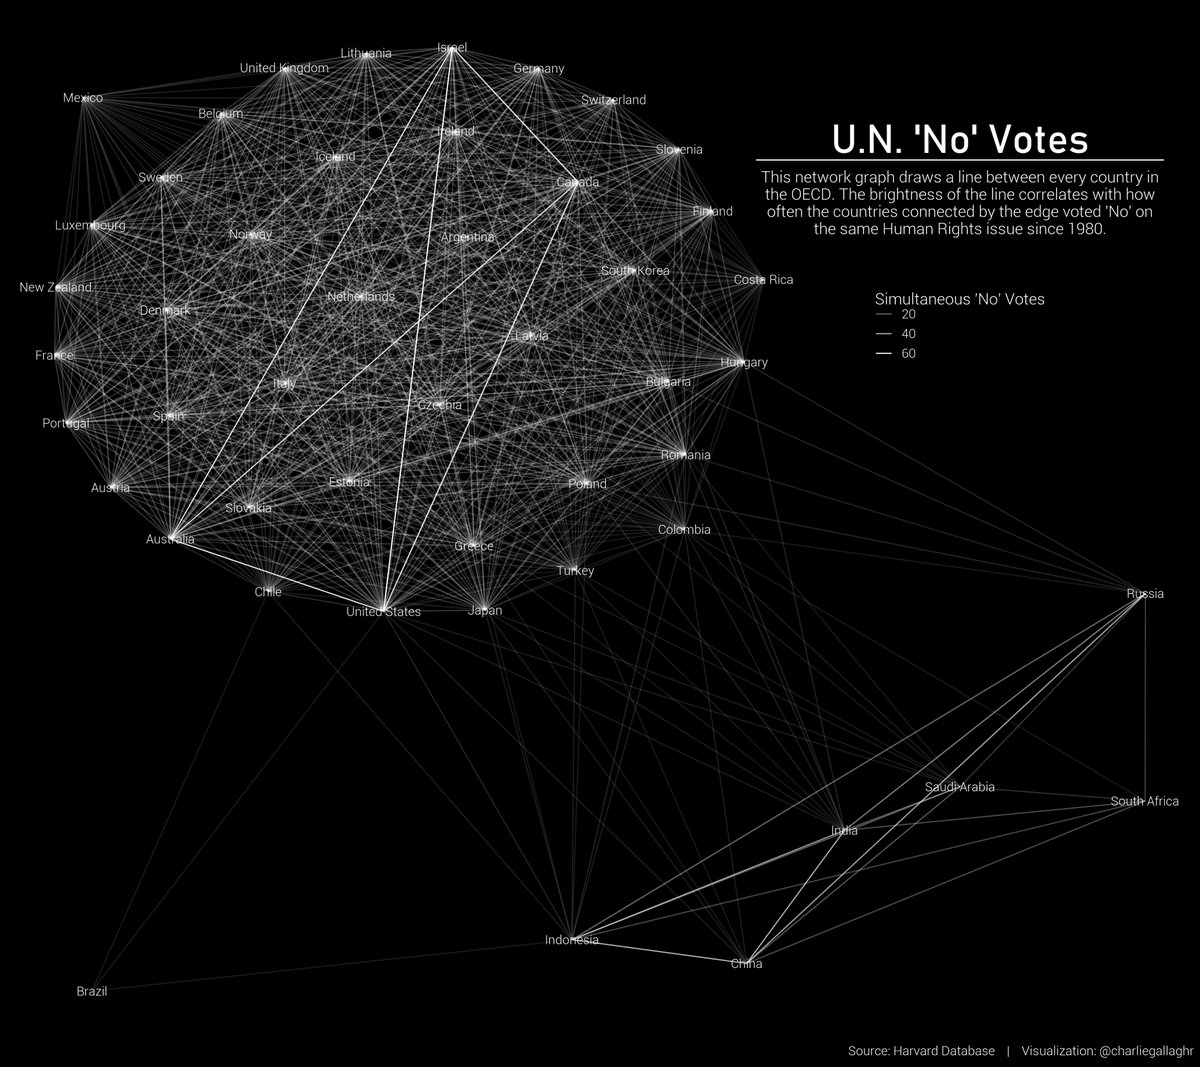 Israel
Lithuania
United Kingdom
Germany
Mexico
Switzerland
Belgium
Ireland
U.N. 'No' Votes
Slovenia
Iceland
This network graph draws a line between every country in
the OECD. The brightness of the line correlates with how
often the countries connected by the edge voted 'No' on
the same Human Rights issue since 1980.
Sweden
Canada
Finland
Luxembourg
Norway
Argentina
South Korea
Costa Rica
New Zealand
Netherlands
Simultaneous 'No' Votes
20
40
60
Denmark
Latvia
France
Hungary
Italy
Bulgaria
Czechia
Spain
Portugal
Romania
Estonia
Poland
Austria
Slovakia
Colombia
Australia
Greece
Turkey
Chile
Russia
United States
Japan
Saudi Arabia
South Africa
India
Indonesia
China
Brazil
Source: Harvard Database | Visualization: @charliegallaghr